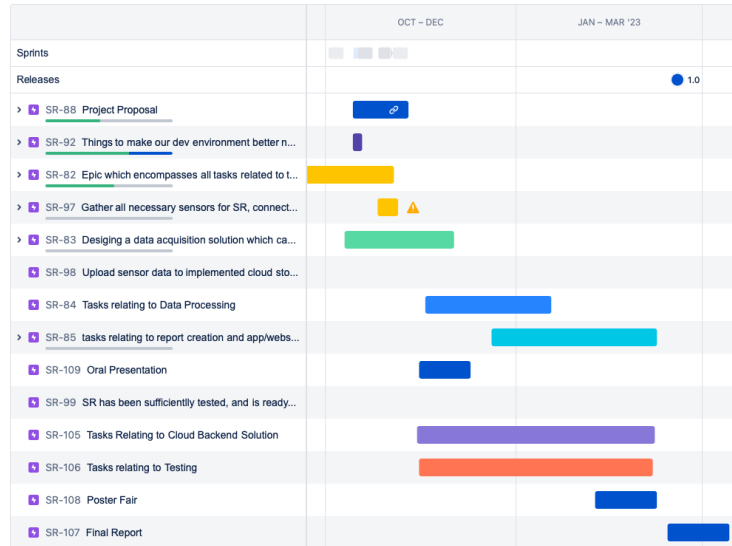 OCT – DEC
JAN – MAR '23
Sprints
Releases
1.0
SR-88 Project Proposal
SR-92 Things to make our dev environment better n...
SR-82 Epic which encompasses all tasks related to t...
SR-97 Gather all necessary sensors for SR, connect...
SR-83 Desiging a data acquisition solution which ca...
SR-98 Upload sensor data to implemented cloud sto...
SR-84 Tasks relating to Data Processing
SR-85 tasks relating to report creation and app/webs...
SR-109 Oral Presentation
SR-99 SR has been sufficientlly tested, and is ready...
SR-105 Tasks Relating to Cloud Backend Solution
SR-106 Tasks relating to Testing
SR-108 Poster Fair
SR-107 Final Report